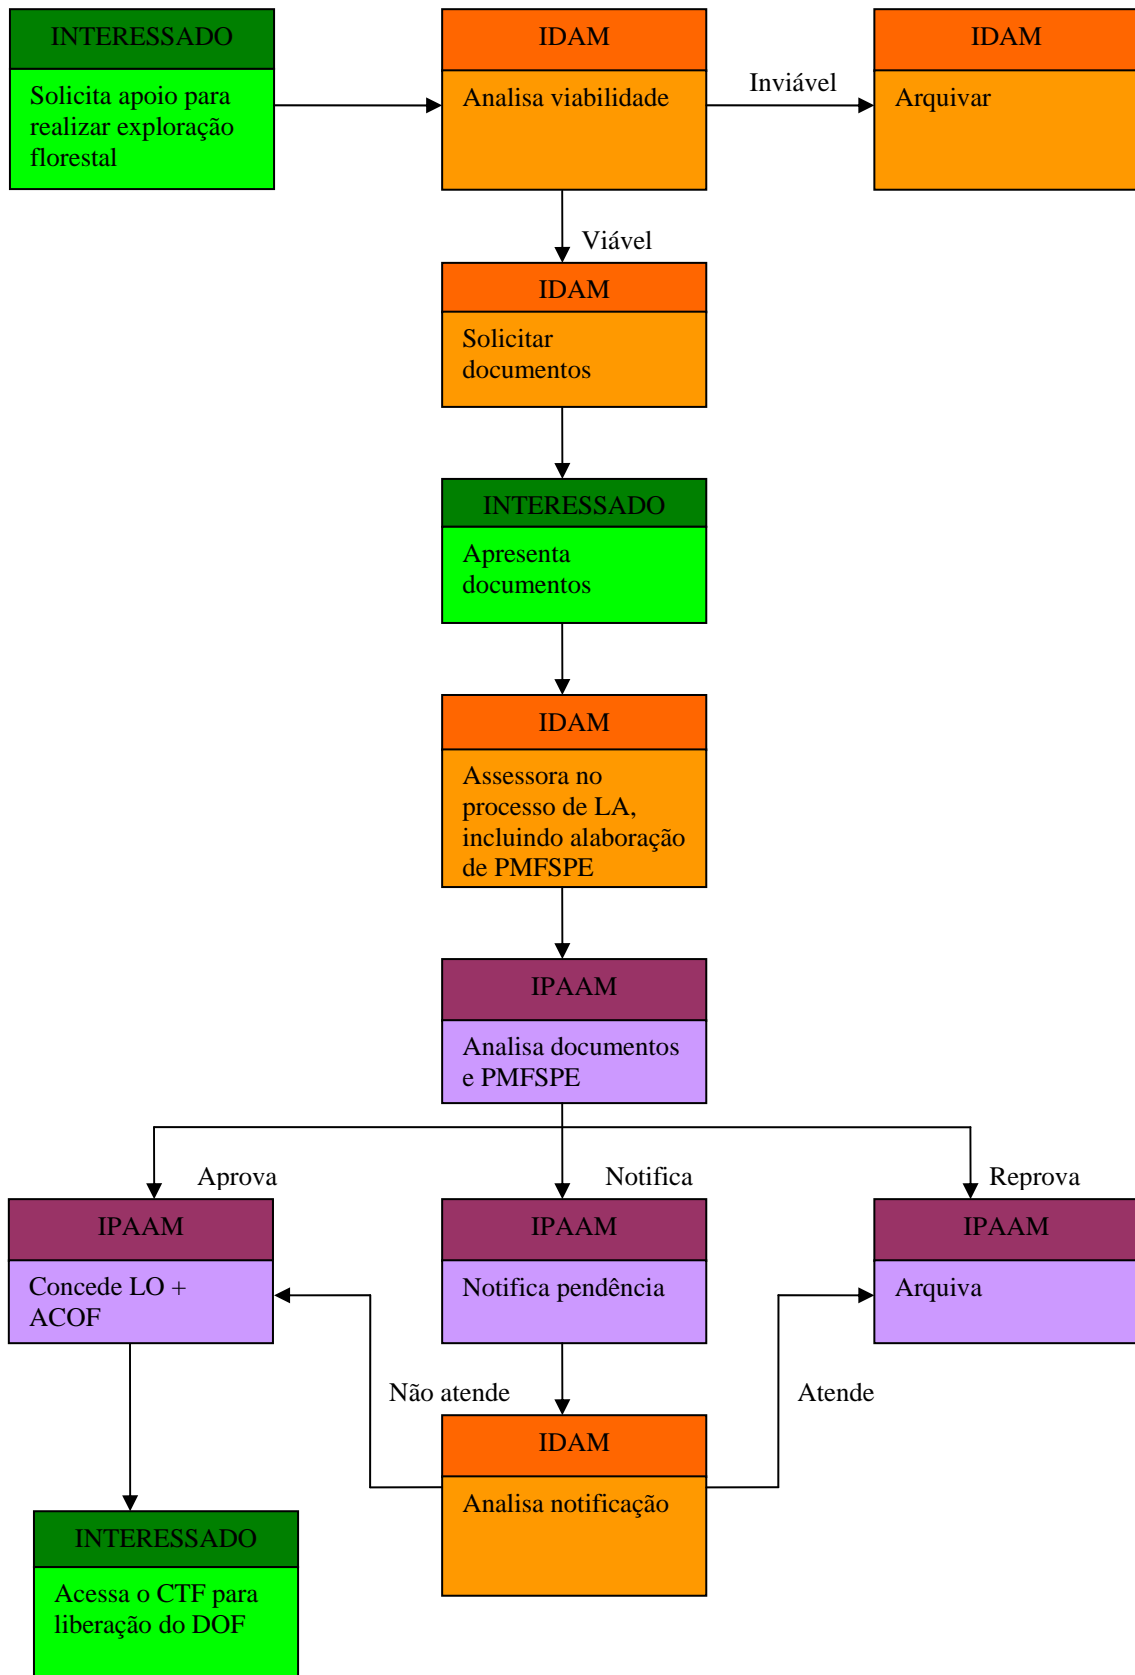 INTERESSADO
Solicita apoio para
realizar exploração
florestal
IDAM
Analisa viabilidade
Inviável
IDAM
Arquivar
Viável
IDAM
Solicitar
documentos
INTERESSADO
Apresenta
documentos
IDAM
Assessora no
processo de LA,
incluindo alaboração
de PMFSPE
IPAAM
Analisa documentos
e PMFSPE
Aprova
Notifica
Reprova
IPAAM
Concede LO +
ACOF
IPAAM
Notifica pendência
IPAAM
Arquiva
Não atende
Atende
IDAM
Analisa notificação
INTERESSADO
Acessa o CTF para
liberação do DOF